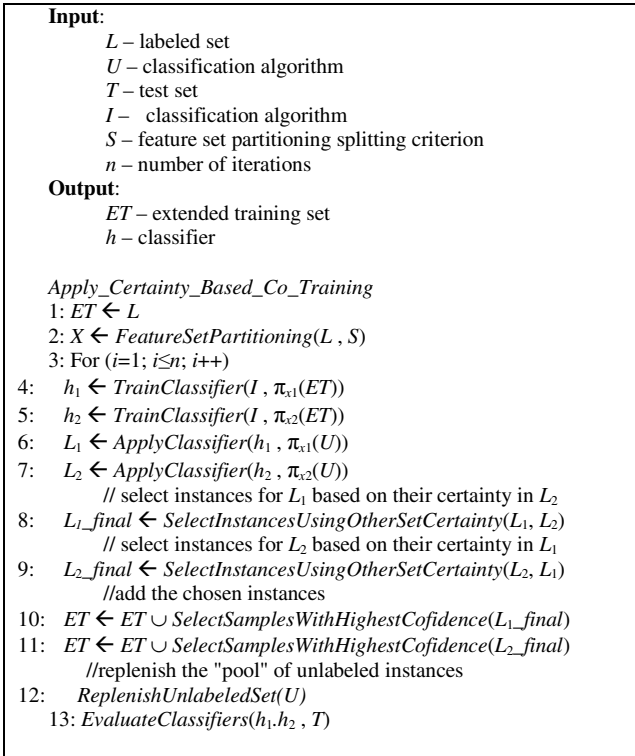 Input:
L – labeled set
U – classification algorithm
T – test set
I – classification algorithm
S – feature set partitioning splitting criterion
n – number of iterations
Output:
ET – extended training set
h – classifier
Apply_Certainty_Based_Co_Training
1: ET ← L
2: X ← FeatureSetPartitioning(L , S)
3: For (i=1; i≤n; i++)
4: h₁ ← TrainClassifier(I , πₓ₁(ET))
5: h₂ ← TrainClassifier(I , πₓ₂(ET))
6: L₁ ← ApplyClassifier(h₁ , πₓ₁(U))
7: L₂ ← ApplyClassifier(h₂ , πₓ₂(U))
// select instances for L₁ based on their certainty in L₂
8: L₁_final ← SelectInstancesUsingOtherSetCertainty(L₁, L₂)
// select instances for L₂ based on their certainty in L₁
9: L₂_final ← SelectInstancesUsingOtherSetCertainty(L₂, L₁)
//add the chosen instances
10: ET ← ET ∪ SelectSamplesWithHighestCofidence(L₁_final)
11: ET ← ET ∪ SelectSamplesWithHighestCofidence(L₂_final)
//replenish the "pool" of unlabeled instances
12: ReplenishUnlabeledSet(U)
13: EvaluateClassifiers(h₁.h₂ , T)